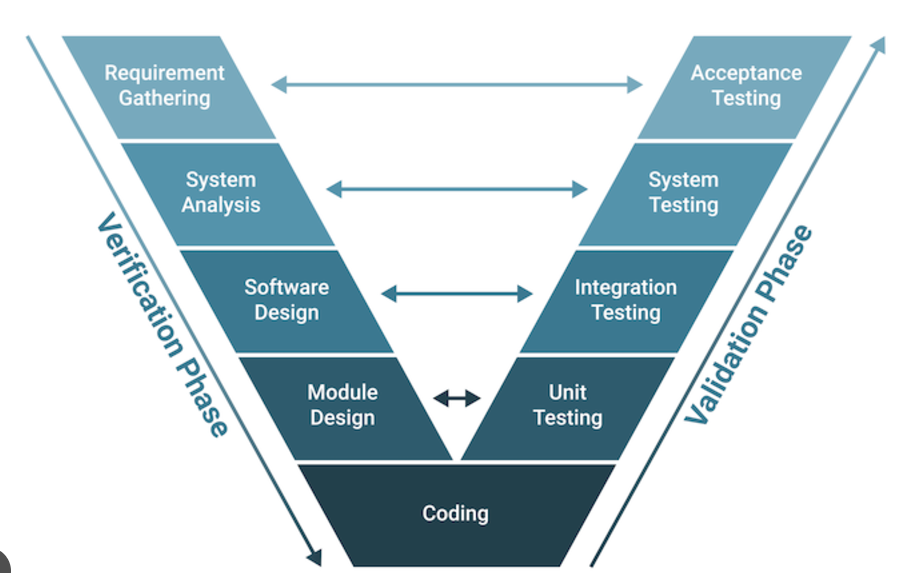 Requirement
Gathering
Acceptance
Testing
System
Analysis
System
Testing
Software
Design
Integration
Testing
Module
Design
Unit
Testing
Coding
Verification Phase
Validation Phase